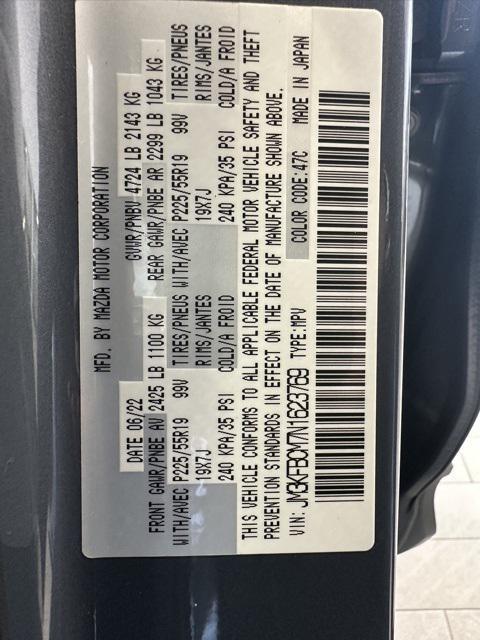 MFD. BY MAZDA MOTOR CORPORATION
DATE 06/22 GVWR/PNBV 4724 LB 2143 KG
FRONT GAWR/PNBE AV 2425 LB 1100 KG REAR GAWR/PNBE AR 2299 LB 1043 KG
WITH/AVEC P225/55R19 99V TIRES/PNEUS WITH/AVEC P225/55R19 99V TIRES/PNEUS
19X7J RIMS/JANTES 19X7J RIMS/JANTES
240 KPA/35 PSI COLD/A FROID 240 KPA/35 PSI COLD/A FROID
THIS VEHICLE CONFORMS TO ALL APPLICABLE FEDERAL MOTOR VEHICLE SAFETY AND THEFT
PREVENTION STANDARDS IN EFFECT ON THE DATE OF MANUFACTURE SHOWN ABOVE.
VIN: JM3KFBCM7N1623769 TYPE:MPV COLOR CODE:47C MADE IN JAPAN